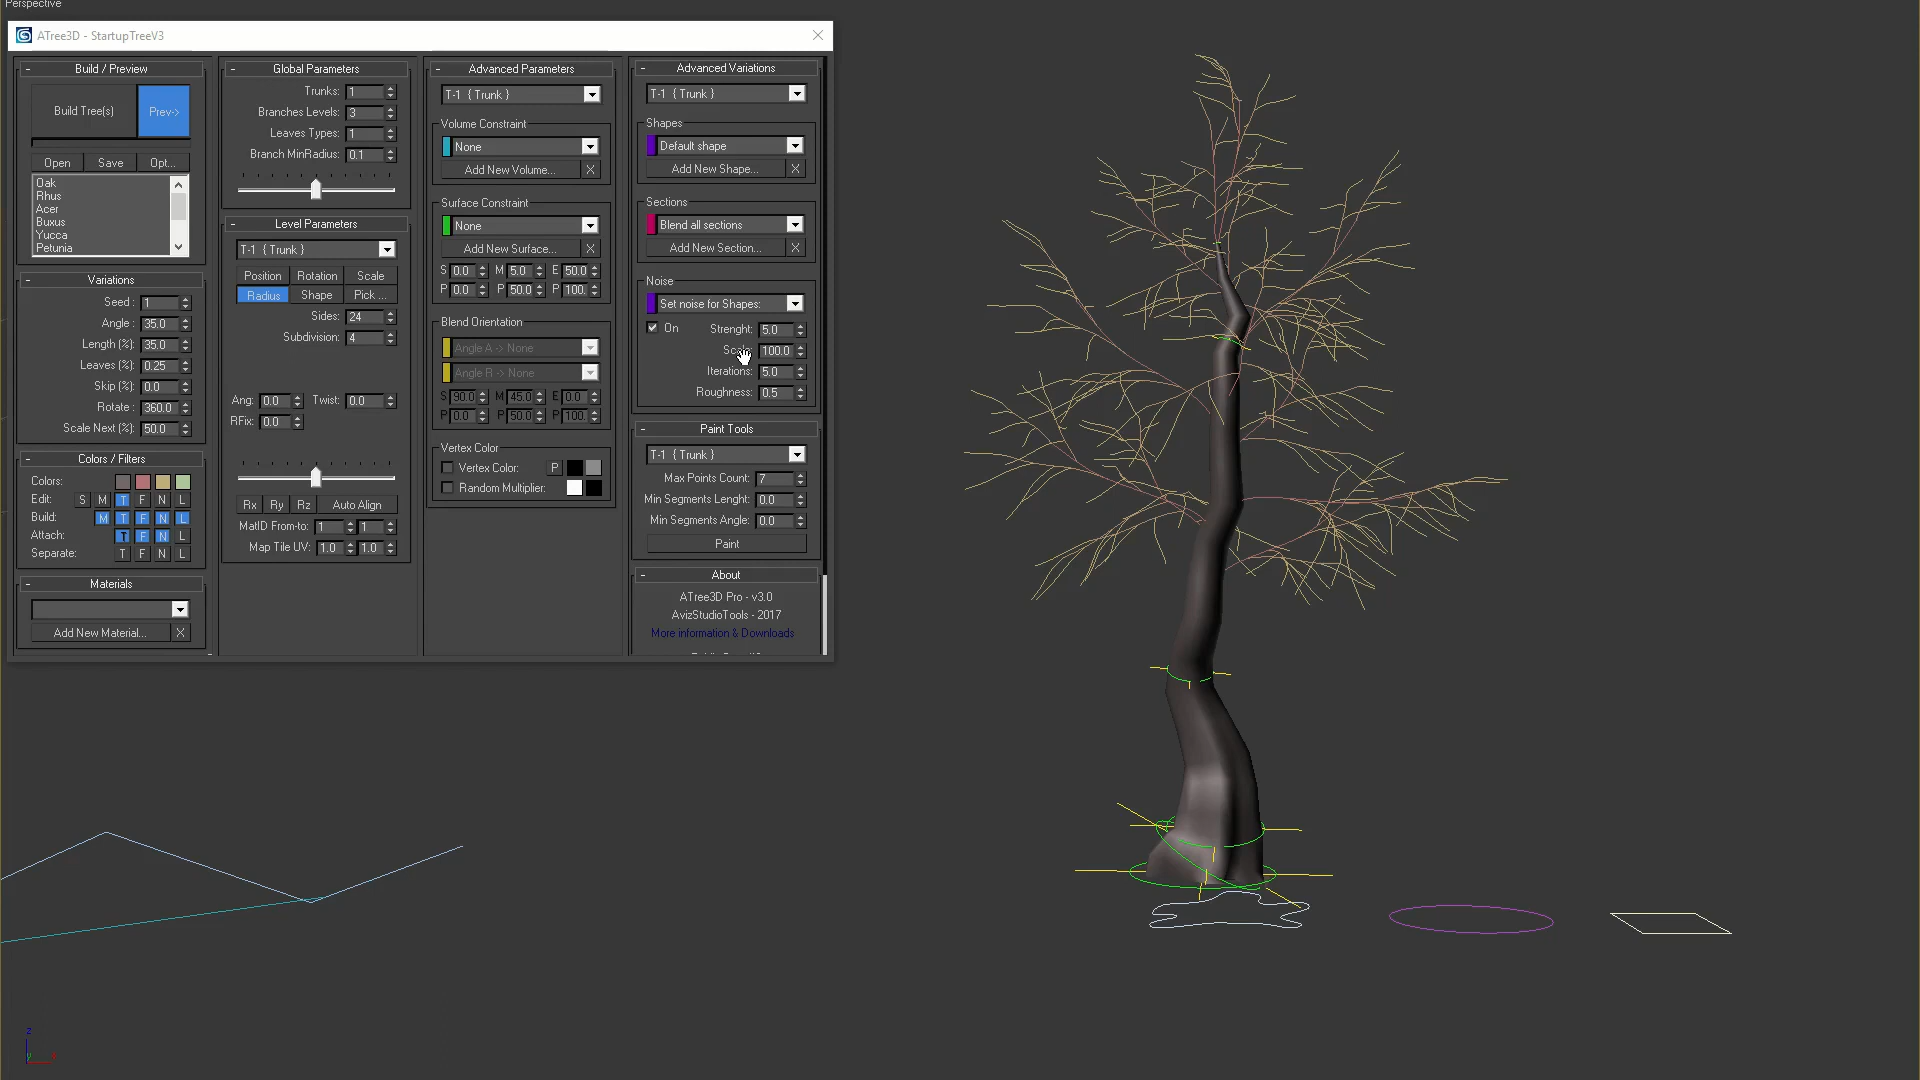 Perspective
ATree3D - StartupTreeV3
Build / Preview
Build Tree(s)
Prev->
Open
Save
Opt...
Oak
Rhus
Acer
Buxus
Yucca
Petunia
Variations
Seed : 1
Angle : 35.0
Length (%): 35.0
Leaves (%): 0.25
Skip (%): 0.0
Rotate : 360.0
Scale Next (%): 50.0
Colors / Filters
Colors:
Edit: S M T F N L
Build: M T F N L
Attach: T F N L
Separate: T F N L
Materials
Add New Material... X
Global Parameters
Trunks: 1
Branches Levels: 3
Leaves Types: 1
Branch MinRadius: 0.1
Level Parameters
T-1 { Trunk }
Position Rotation Scale
Radius Shape Pick ...
Sides: 24
Subdivision: 4
Ang: 0.0 Twist: 0.0
RFix: 0.0
Rx Ry Rz Auto Align
MatID From-to: 1 1
Map Tile UV: 1.0 1.0
Advanced Parameters
T-1 { Trunk }
Volume Constraint
None
Add New Volume... X
Surface Constraint
None
Add New Surface... X
S 0.0 M 5.0 E 50.0
P 0.0 P 50.0 P 100.
Blend Orientation
Angle A -> None
Angle R -> None
S 90.0 M 45.0 E 0.0
P 0.0 P 50.0 P 100.
Vertex Color
Vertex Color: P
Random Multiplier:
Advanced Variations
T-1 { Trunk }
Shapes
Default shape
Add New Shape... X
Sections
Blend all sections
Add New Section... X
Noise
Set noise for Shapes:
On Strenght: 5.0
Scale: 100.0
Iterations: 5.0
Roughness: 0.5
Paint Tools
T-1 { Trunk }
Max Points Count: 7
Min Segments Lenght: 0.0
Min Segments Angle: 0.0
Paint
About
ATree3D Pro - v3.0
AvizStudioTools - 2017
More information & Downloads
z
y